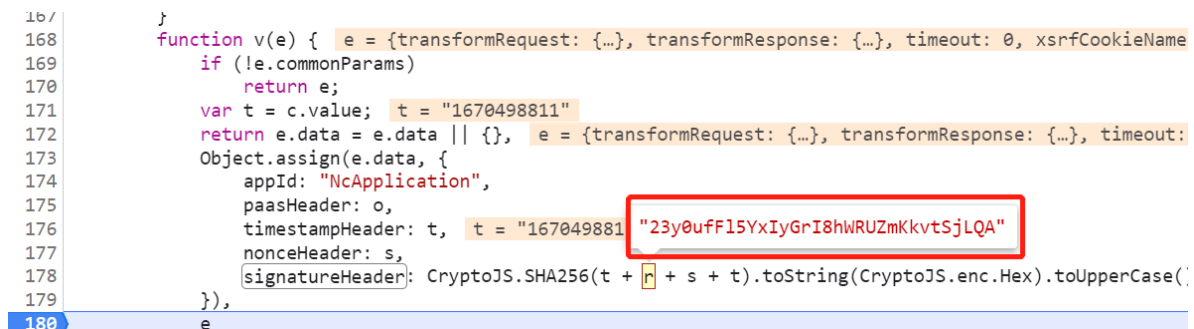 167 }
168 function v(e) { e = {transformRequest: {…}, transformResponse: {…}, timeout: 0, xsrfCookieName
169 if (!e.commonParams)
170 return e;
171 var t = c.value; t = "1670498811"
172 return e.data = e.data || {}, e = {transformRequest: {…}, transformResponse: {…}, timeout:
173 Object.assign(e.data, {
174 appId: "NcApplication",
175 paasHeader: o,
176 timestampHeader: t, t = "167049881 "23y0ufFl5YxIyGrI8hWRUZmKkvtSjLQA"
177 nonceHeader: s,
178 signatureHeader: CryptoJS.SHA256(t + r + s + t).toString(CryptoJS.enc.Hex).toUpperCase()
179 }),
180 e